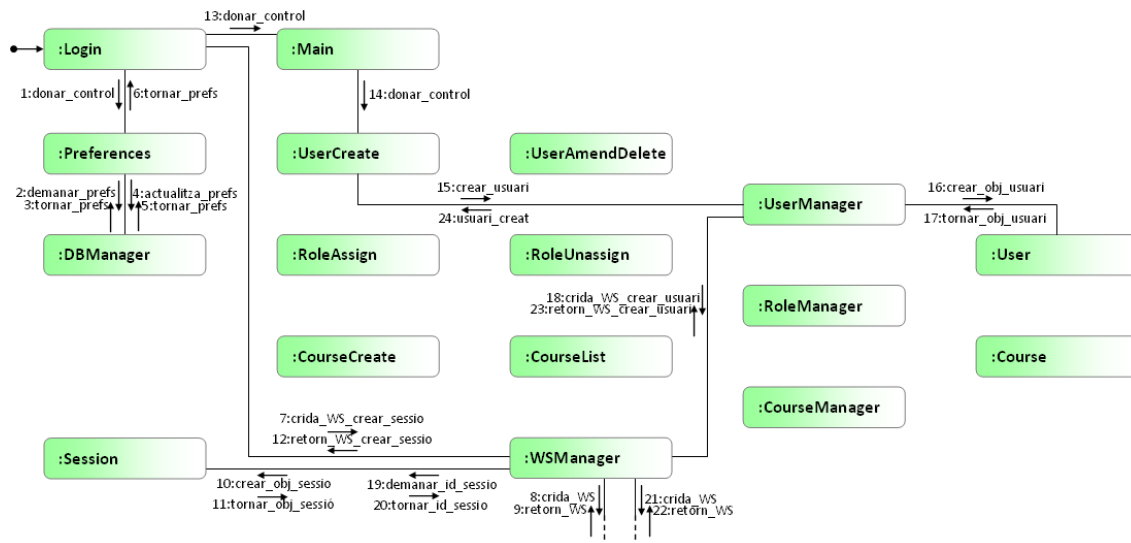 13:donar_control
:Login
:Main
1:donar_control
6:tornar_prefs
14:donar_control
:Preferences
:UserCreate
:UserAmendDelete
2:demanar_prefs
4:actualitza_prefs
3:tornar_prefs
5:tornar_prefs
15:crear_usuari
24:usuari_creat
:UserManager
16:crear_obj_usuari
17:tornar_obj_usuari
:DBManager
:RoleAssign
:RoleUnassign
:User
18:crida_WS_crear_usuari
23:retorn_WS_crear_usuari
:RoleManager
:CourseCreate
:CourseList
:Course
:CourseManager
7:crida_WS_crear_sessio
12:retorn_WS_crear_sessio
:Session
:WSManager
10:crear_obj_sessio
11:tornar_obj_sessió
19:demanar_id_sessio
20:tornar_id_sessio
8:crida_WS
9:retorn_WS
21:crida_WS
22:retorn_WS